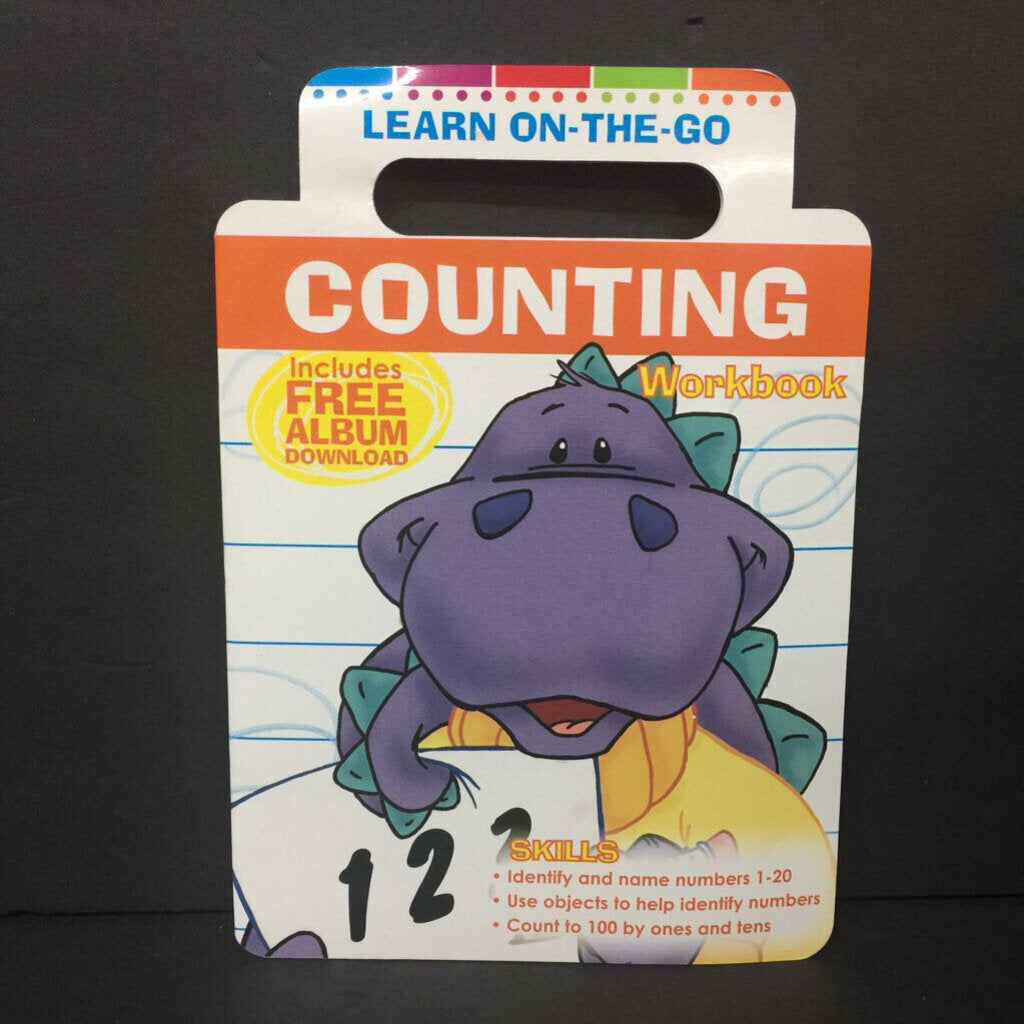 LEARN ON-THE-GO
COUNTING
Workbook
Includes
FREE
ALBUM
DOWNLOAD
1 2
SKILLS
• Identify and name numbers 1-20
• Use objects to help identify numbers
• Count to 100 by ones and tens